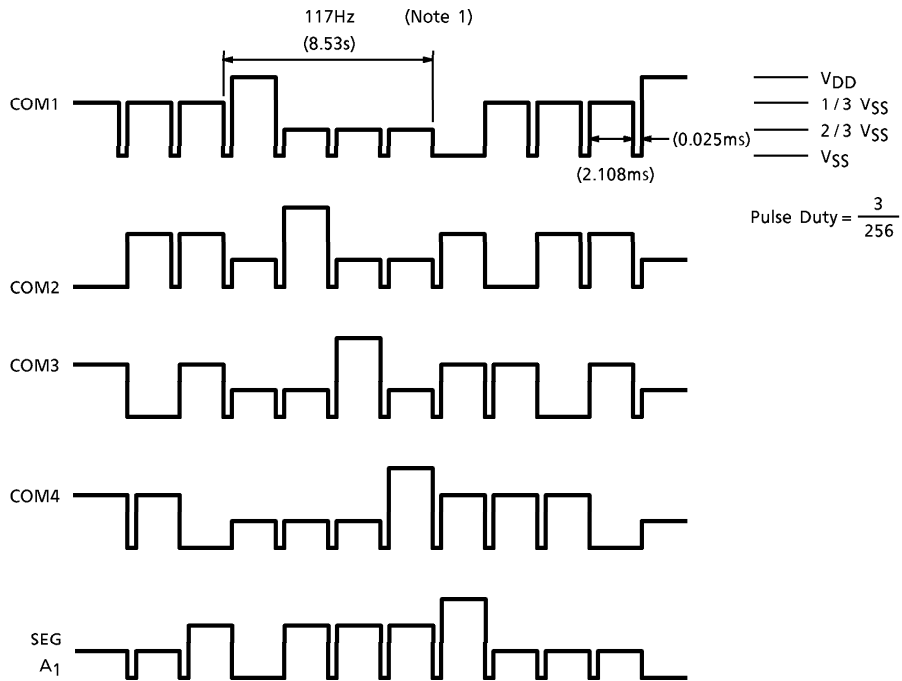 117Hz (Note 1)
(8.53s)
COM1
VDD
1/3 VSS
2/3 VSS
VSS
(0.025ms)
(2.108ms)
Pulse Duty = 3/256
COM2
COM3
COM4
SEG
A1